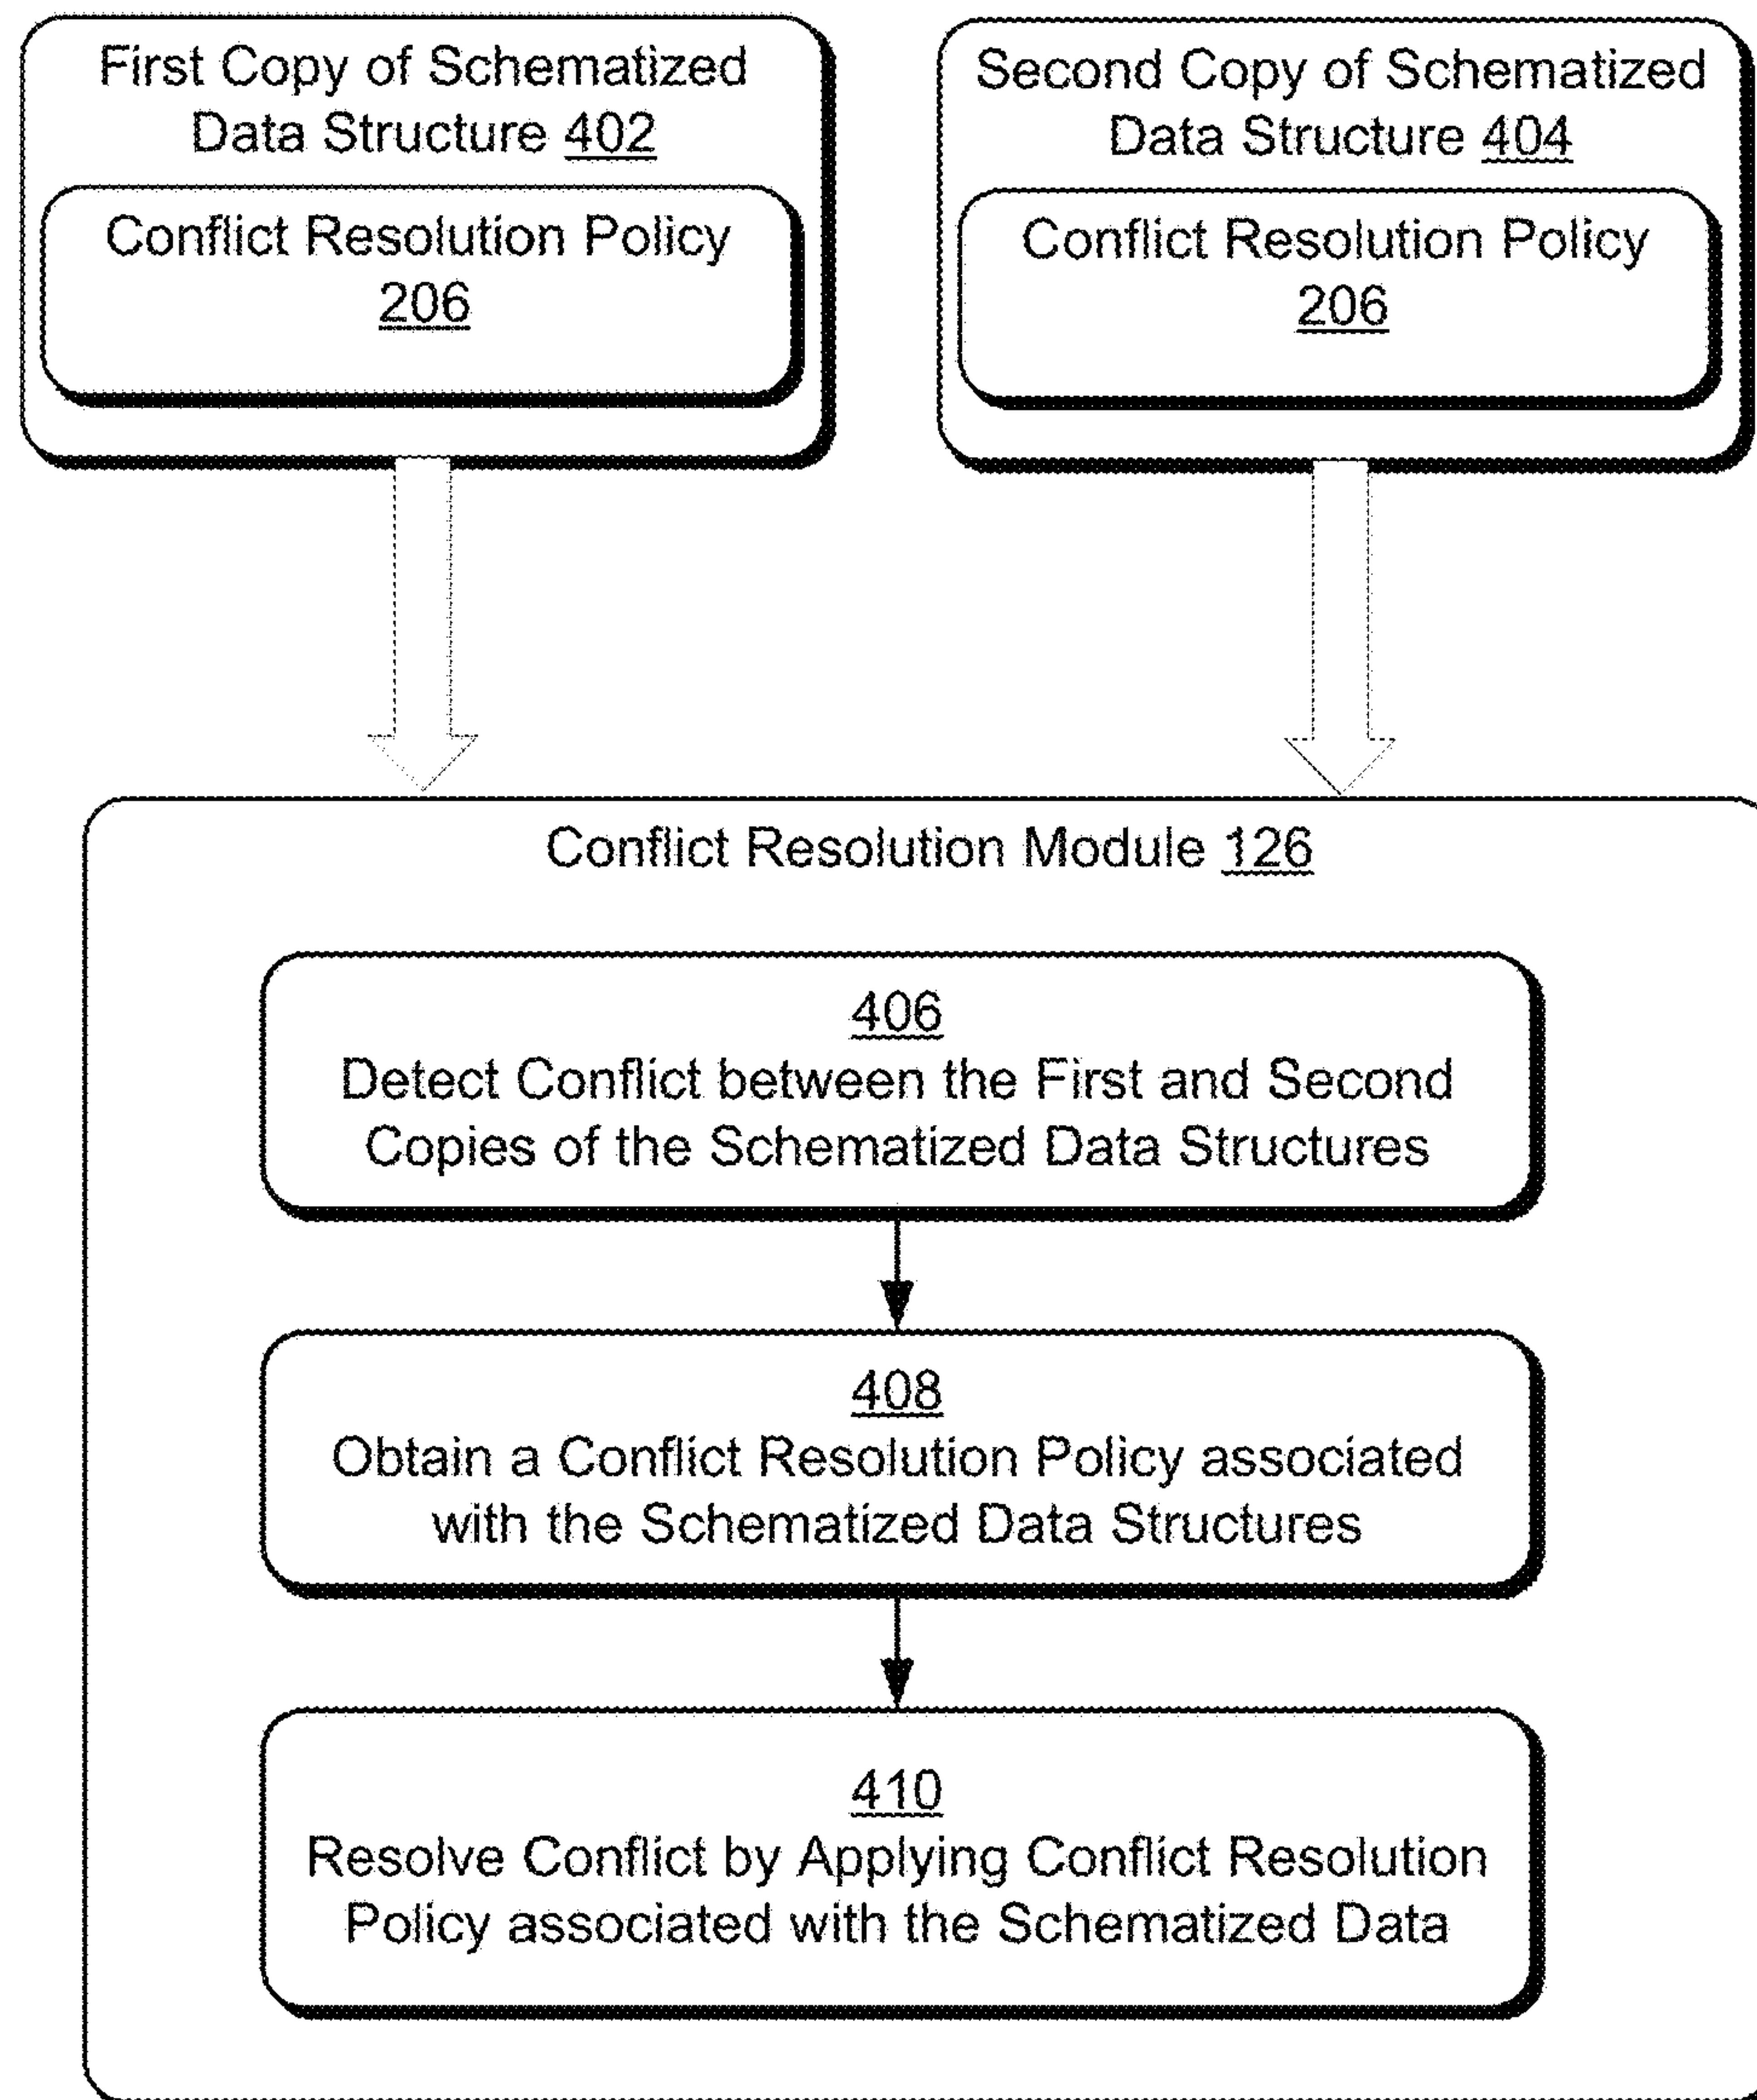 First Copy of Schematized
Data Structure 402
Conflict Resolution Policy
206
Second Copy of Schematized
Data Structure 404
Conflict Resolution Policy
206
Conflict Resolution Module 126
406
Detect Conflict between the First and Second
Copies of the Schematized Data Structures
408
Obtain a Conflict Resolution Policy associated
with the Schematized Data Structures
410
Resolve Conflict by Applying Conflict Resolution
Policy associated with the Schematized Data